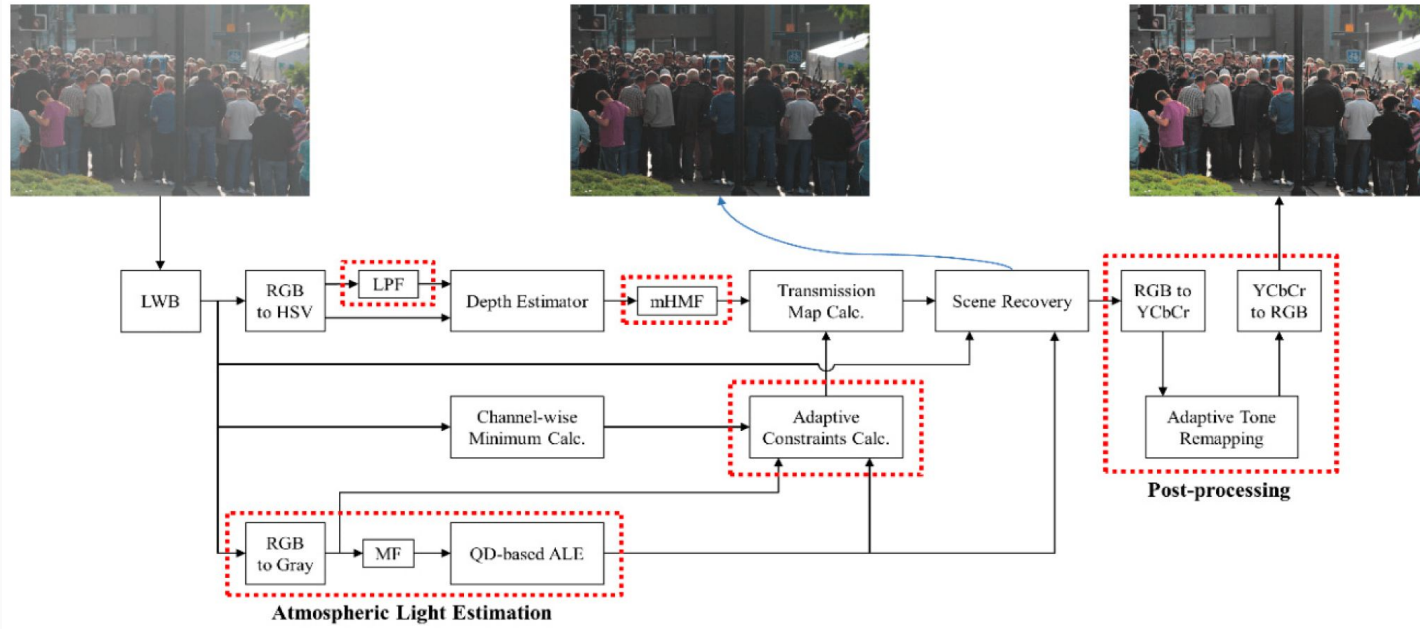 LWB
RGB
to HSV
LPF
Depth Estimator
mHMF
Transmission
Map Calc.
Scene Recovery
RGB to
YCbCr
YCbCr
to RGB
Channel-wise
Minimum Calc.
Adaptive
Constraints Calc.
Adaptive Tone
Remapping
Post-processing
RGB
to Gray
MF
QD-based ALE
Atmospheric Light Estimation